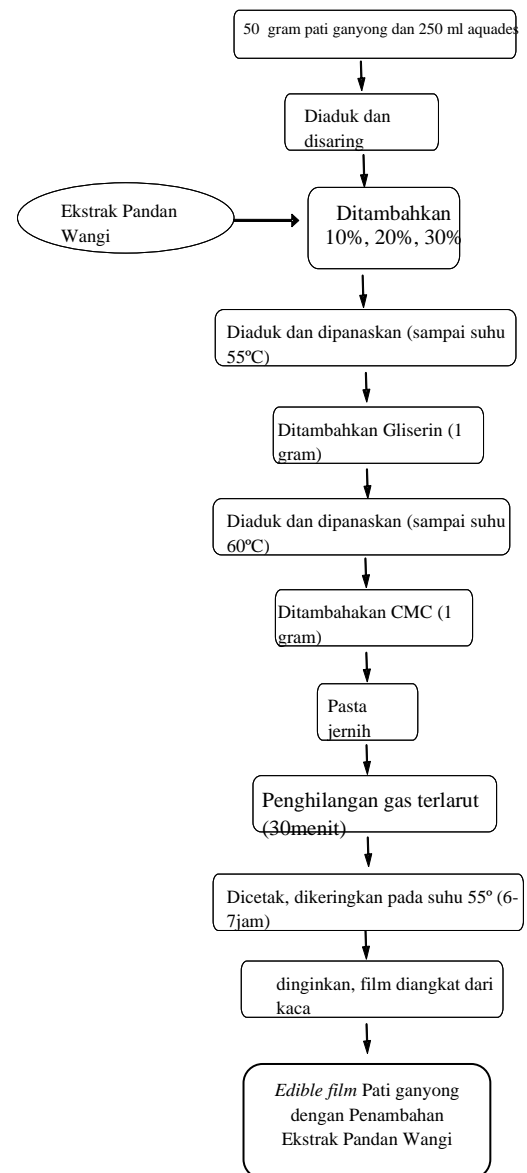 50 gram pati ganyong dan 250 ml aquades
Diaduk dan
disaring
Ekstrak Pandan
Wangi
Ditambahkan
10%, 20%, 30%
Diaduk dan dipanaskan (sampai suhu
55ºC)
Ditambahkan Gliserin (1
gram)
Diaduk dan dipanaskan (sampai suhu
60ºC)
Ditambahakan CMC (1
gram)
Pasta
jernih
Penghilangan gas terlarut
(30menit)
Dicetak, dikeringkan pada suhu 55º (6-
7jam)
dinginkan, film diangkat dari
kaca
Edible film Pati ganyong
dengan Penambahan
Ekstrak Pandan Wangi